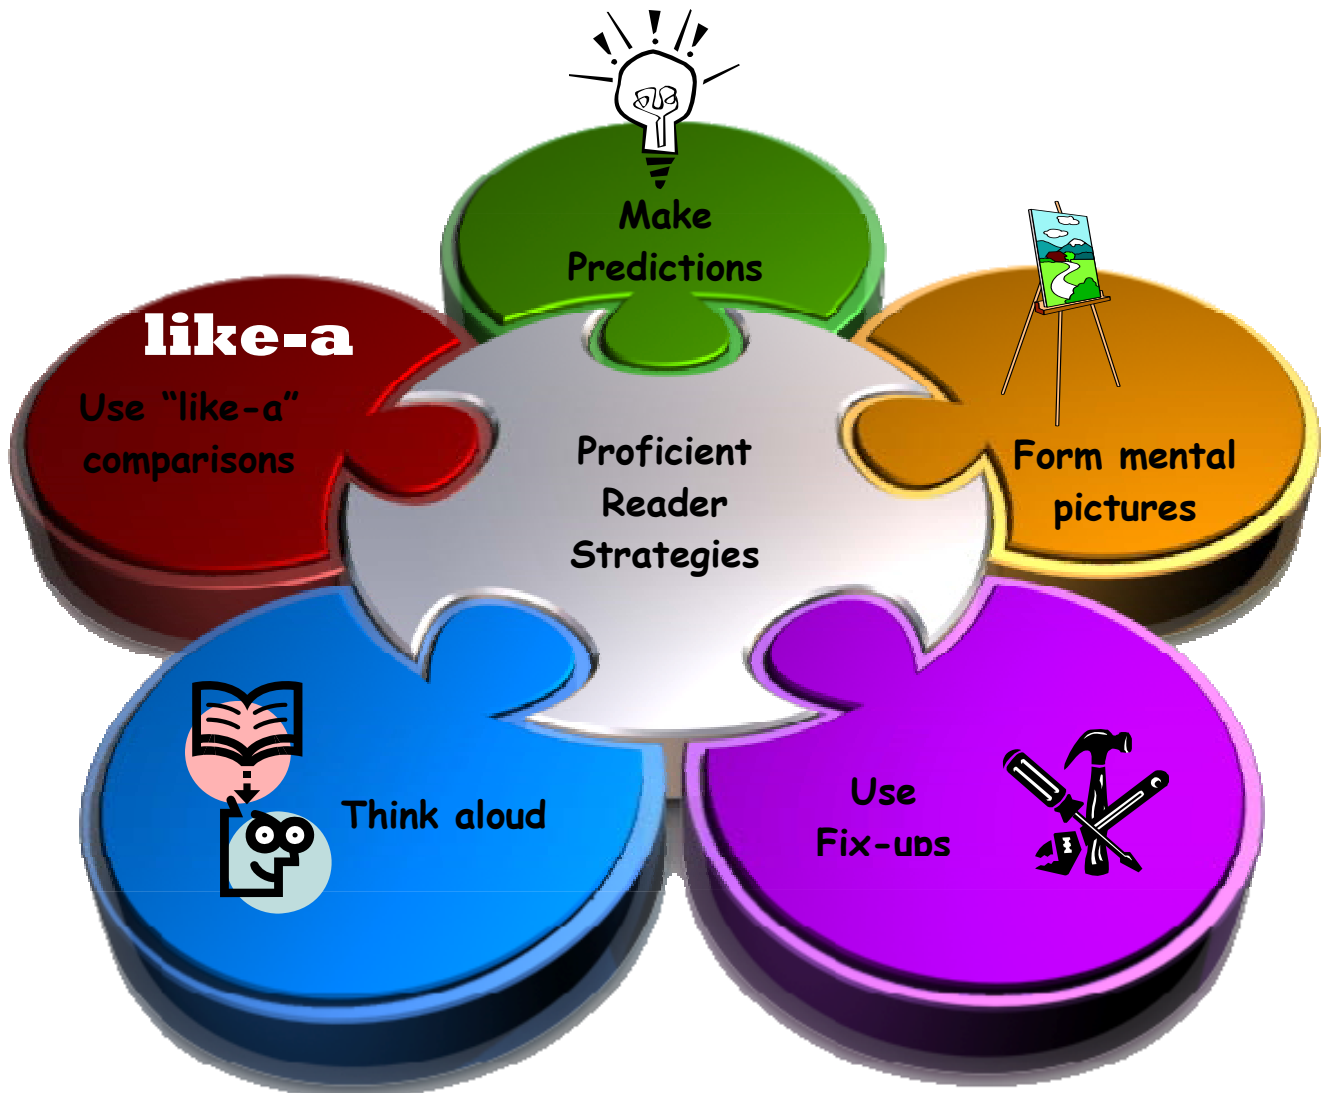 Make
Predictions
like-a
Use “like-a”
comparisons
Proficient
Reader
Strategies
Form mental
pictures
Think aloud
Use
Fix-ups